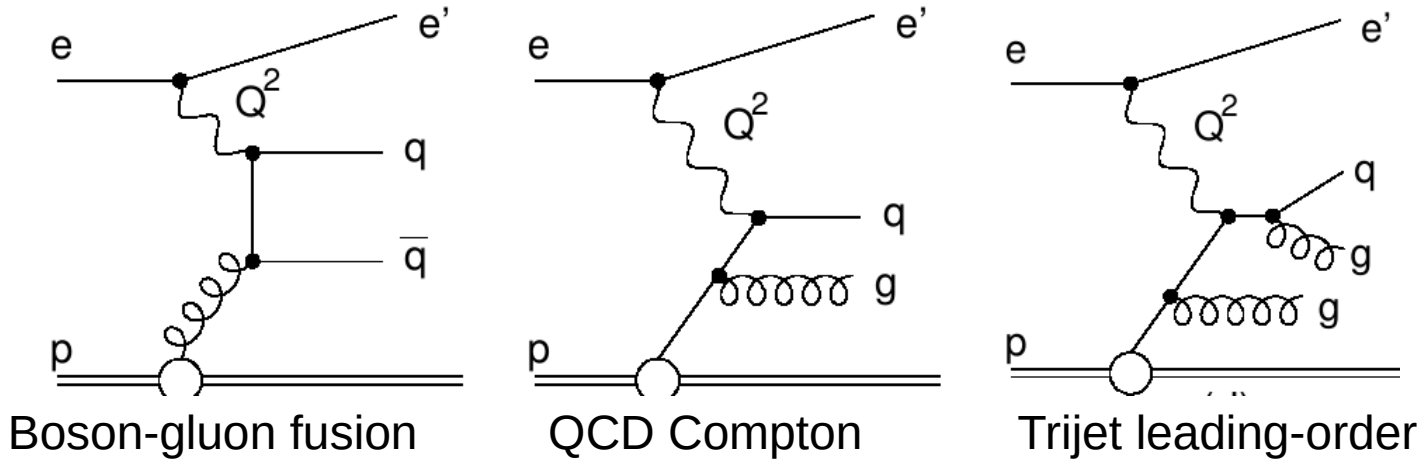 e
e'
Q²
q
q̅
p
Boson-gluon fusion
e
e'
Q²
q
g
p
QCD Compton
e
e'
Q²
q
g
g
p
Trijet leading-order